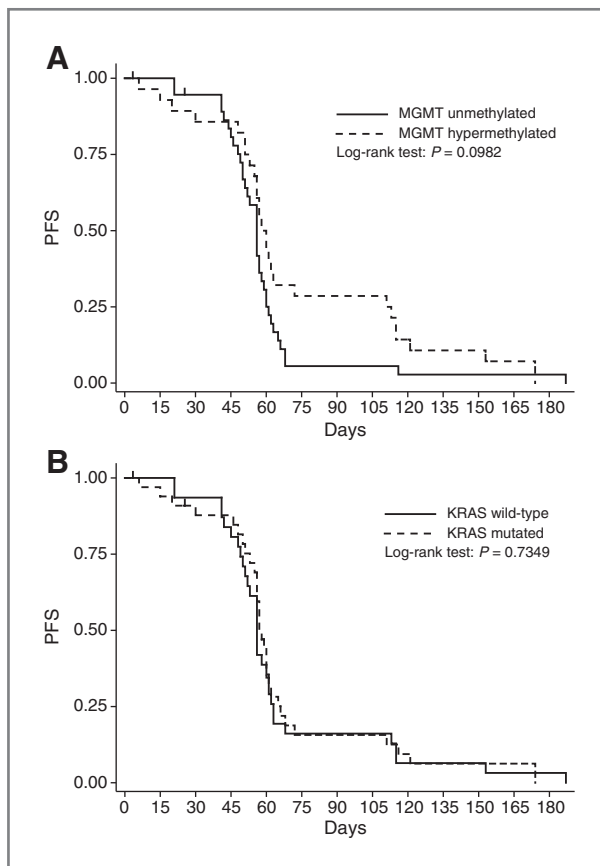 A
1.00
0.75
0.50
0.25
0.00
PFS
MGMT unmethylated
MGMT hypermethylated
Log-rank test: P = 0.0982
0 15 30 45 60 75 90 105 120 135 150 165 180
Days
B
1.00
0.75
0.50
0.25
0.00
PFS
KRAS wild-type
KRAS mutated
Log-rank test: P = 0.7349
0 15 30 45 60 75 90 105 120 135 150 165 180
Days